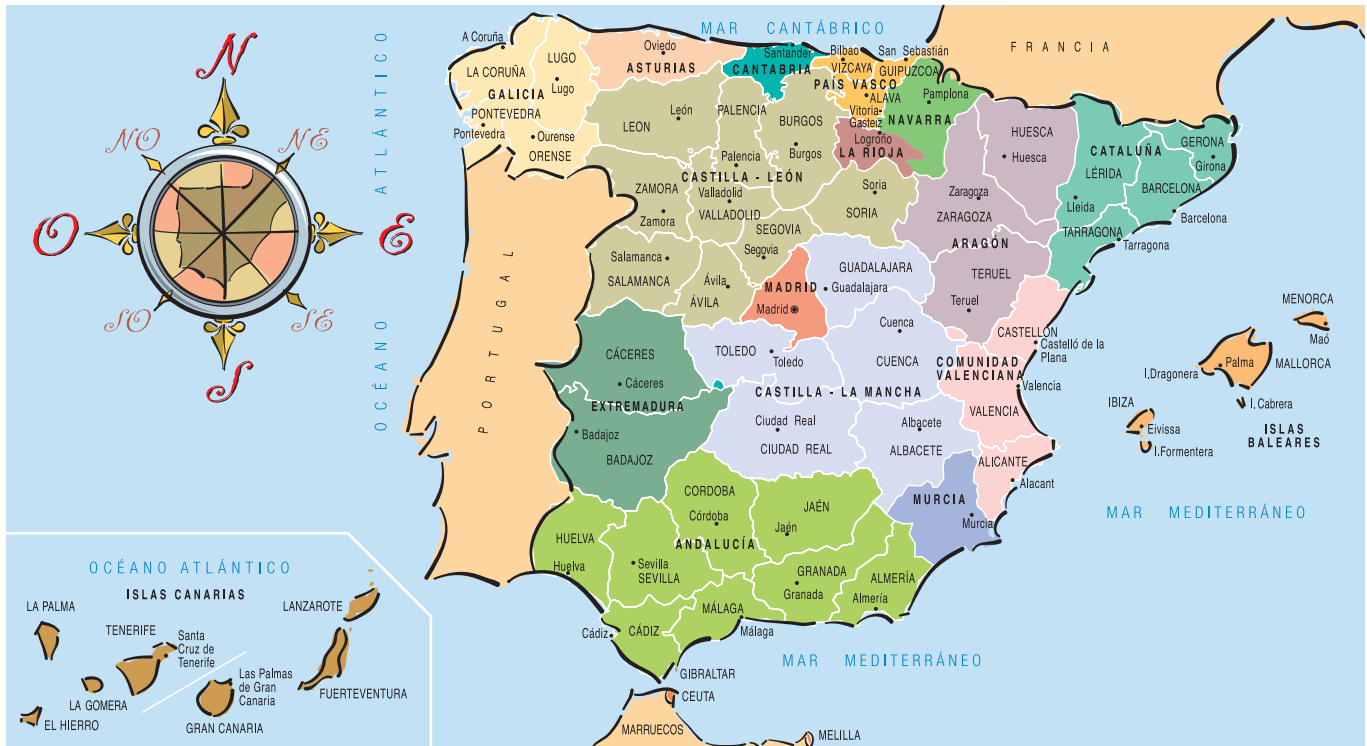 N
NO
NE
O
E
SO
SE
S
OCÉANO ATLÁNTICO
MAR CANTÁBRICO
FRANCIA
PORTUGAL
A Coruña
LA CORUÑA
LUGO
Lugo
GALICIA
PONTEVEDRA
Pontevedra
Ourense
ORENSE
Oviedo
ASTURIAS
Santander
CANTABRIA
Bilbao
VIZCAYA
San Sebastián
GUIPUZCOA
PAÍS VASCO
ALAVA
Vitoria-
Gasteiz
Pamplona
NAVARRA
Logroño
LA RIOJA
León
LEON
PALENCIA
Palencia
BURGOS
Burgos
CASTILLA - LEÓN
ZAMORA
Zamora
Valladolid
VALLADOLID
Soria
SORIA
SEGOVIA
Segovia
Salamanca
SALAMANCA
Ávila
ÁVILA
HUESCA
Huesca
Zaragoza
ZARAGOZA
ARAGÓN
TERUEL
Teruel
CATALUÑA
GERONA
Girona
LÉRIDA
Lleida
BARCELONA
Barcelona
TARRAGONA
Tarragona
MADRID
Madrid
GUADALAJARA
Guadalajara
Cuenca
CUENCA
TOLEDO
Toledo
CASTILLA - LA MANCHA
Ciudad Real
CIUDAD REAL
Albacete
ALBACETE
CÁCERES
Cáceres
EXTREMADURA
Badajoz
BADAJOZ
CASTELLÓN
Castelló de la
Plana
COMUNIDAD
VALENCIANA
Valencia
VALENCIA
ALICANTE
Alacant
MURCIA
Murcia
MENORCA
Maó
MALLORCA
Palma
I.Dragonera
I.Cabrera
IBIZA
Eivissa
I.Formentera
ISLAS
BALEARES
MAR MEDITERRÁNEO
CORDOBA
Córdoba
JAÉN
Jaén
ANDALUCÍA
HUELVA
Huelva
Sevilla
SEVILLA
GRANADA
Granada
ALMERÍA
Almería
MÁLAGA
Málaga
Cádiz
CÁDIZ
GIBRALTAR
CEUTA
MARRUECOS
MELILLA
MAR MEDITERRÁNEO
OCÉANO ATLÁNTICO
ISLAS CANARIAS
LA PALMA
TENERIFE
Santa
Cruz de
Tenerife
LANZAROTE
LA GOMERA
EL HIERRO
Las Palmas
de Gran
Canaria
GRAN CANARIA
FUERTEVENTURA